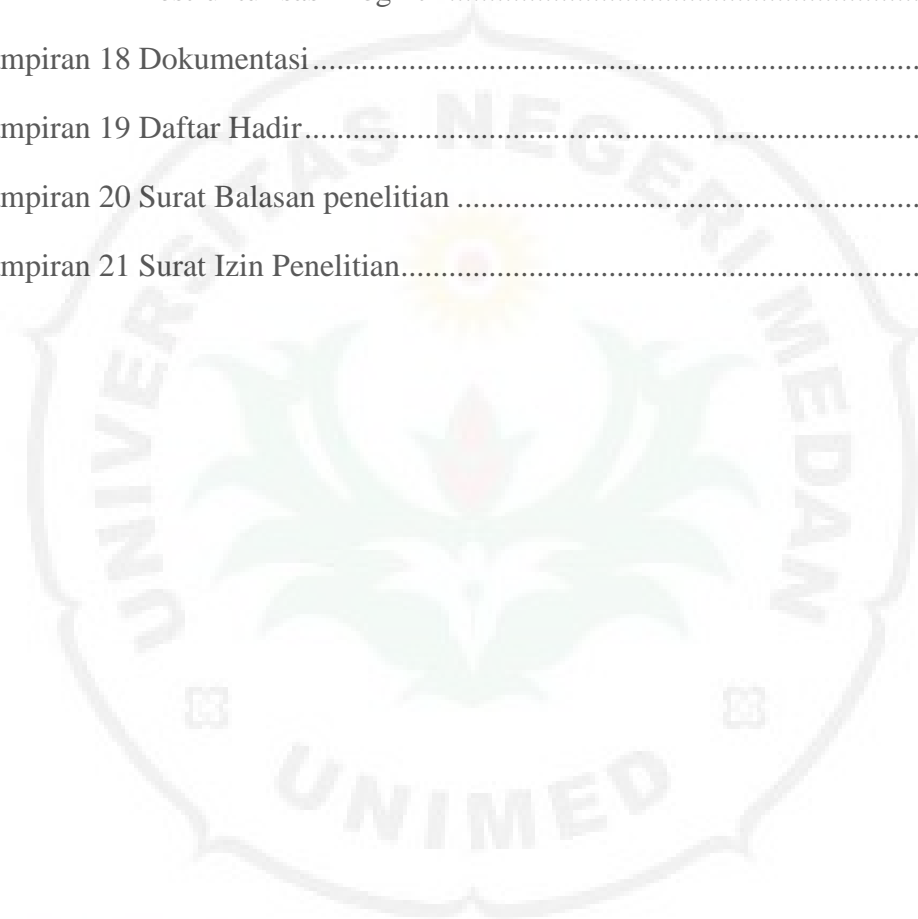 mpiran 18 Dokumentasi........................................................................
mpiran 19 Daftar Hadir.........................................................................
mpiran 20 Surat Balasan penelitian .......................................................
mpiran 21 Surat Izin Penelitian..............................................................
UNIVERSITAS NEGERI MEDAN
UNIMED